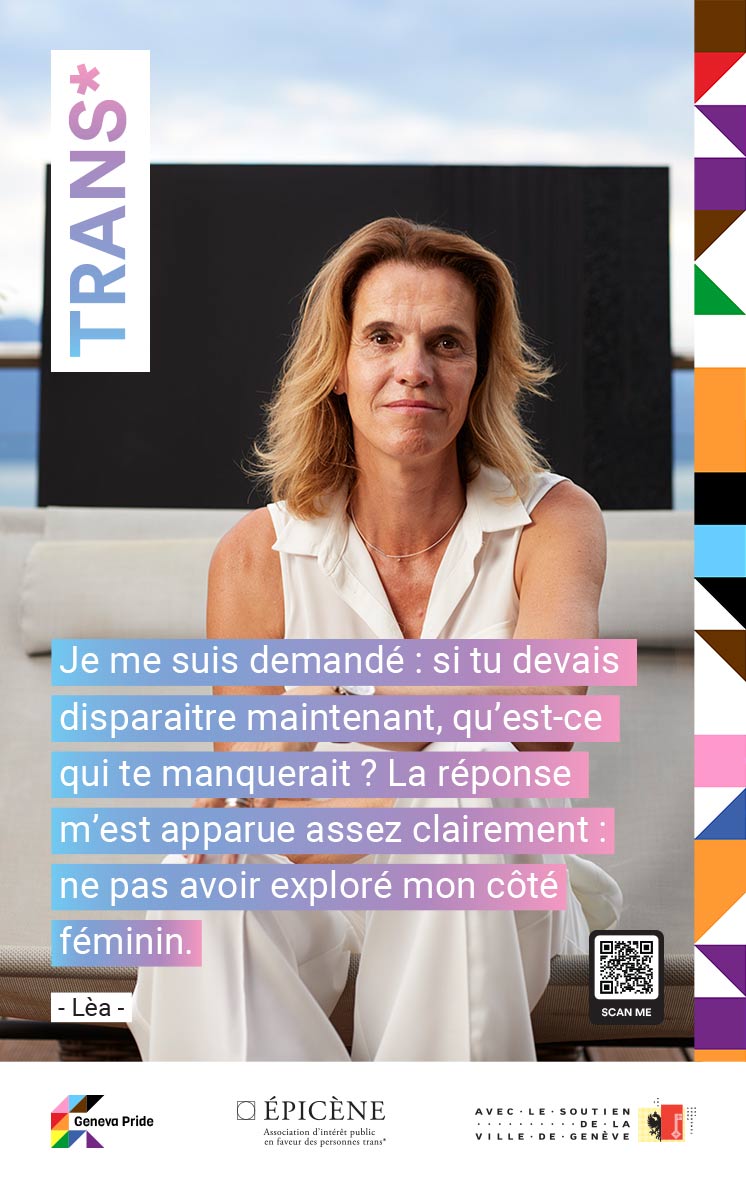 TRANS*
Je me suis demandé : si tu devais
disparaitre maintenant, qu’est-ce
qui te manquerait ? La réponse
m’est apparue assez clairement :
ne pas avoir exploré mon côté
féminin.
- Lèa -
SCAN ME
Geneva Pride
ÉPICÈNE
Association d’intérêt public
en faveur des personnes trans*
AVEC·LE·SOUTIEN
· · · · · · · · · · DE·LA
VILLE·DE·GENÈVE